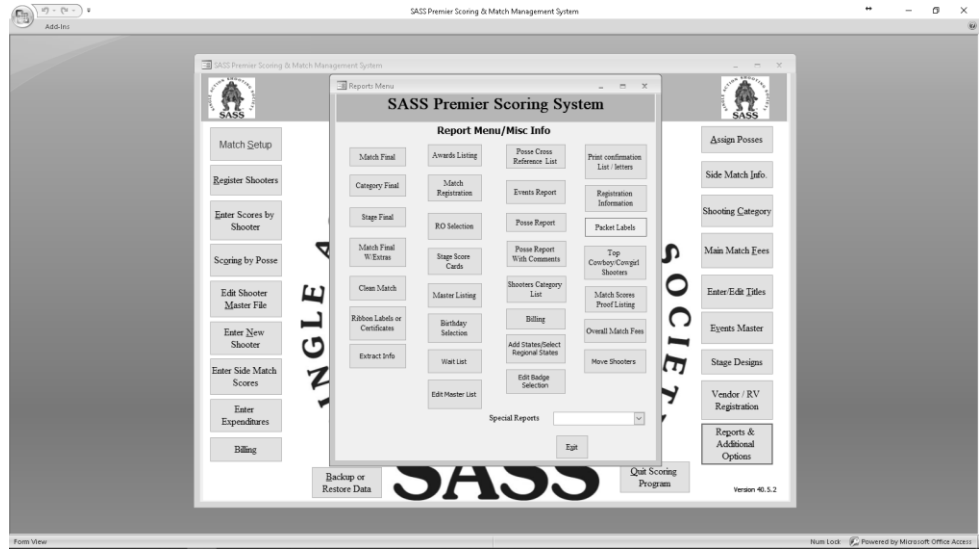 SASS Premier Scoring & Match Management System
Add-Ins
SASS Premier Scoring & Match Management System
SASS
SASS
Match Setup
Register Shooters
Enter Scores by
Shooter
Scoring by Posse
Edit Shooter
Master File
Enter New
Shooter
Enter Side Match
Scores
Enter
Expenditures
Billing
Reports Menu
SASS Premier Scoring System
Report Menu/Misc Info
Match Final
Category Final
Stage Final
Match Final
W/Extras
Clean Match
Ribbon Labels or
Certificates
Extract Info
Awards Listing
Match
Registration
RO Selection
Stage Score
Cards
Master Listing
Birthday
Selection
Wait List
Edit Master List
Posse Cross
Reference List
Events Report
Posse Report
Posse Report
With Comments
Shooters Category
List
Billing
Add States/Select
Regional States
Edit Badge
Selection
Print confirmation
List / letters
Registration
Information
Packet Labels
Top
Cowboy/Cowgirl
Shooters
Match Scores
Proof Listing
Overall Match Fees
Move Shooters
Special Reports
Exit
Assign Posses
Side Match Info.
Shooting Category
Main Match Fees
Enter/Edit Titles
Events Master
Stage Designs
Vendor / RV
Registration
Reports &
Additional
Options
INGLE A
SOCIET
SASS
Backup or
Restore Data
Quit Scoring
Program
Version 40.5.2
Form View
Num Lock
Powered by Microsoft Office Access